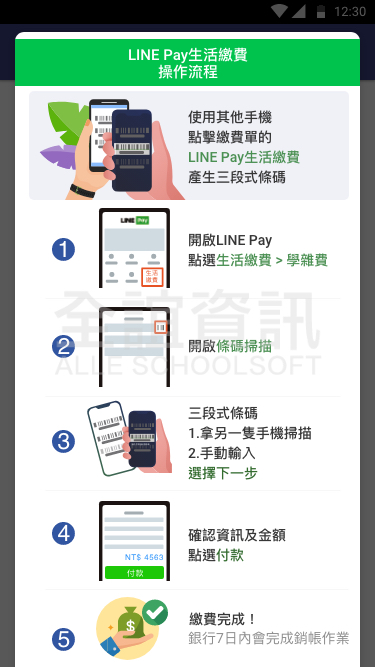 12:30
LINE Pay生活繳費
操作流程
使用其他手機
點擊繳費單的
LINE Pay生活繳費
產生三段式條碼
1
LINE Pay
生活
繳費
開啟LINE Pay
點選生活繳費 > 學雜費
全誼資訊
ALLE SCHOOLSOFT
2
開啟條碼掃描
3
三段式條碼
1.拿另一隻手機掃描
2.手動輸入
選擇下一步
4
NT$ 4563
付款
確認資訊及金額
點選付款
5
$
繳費完成！
銀行7日內會完成銷帳作業